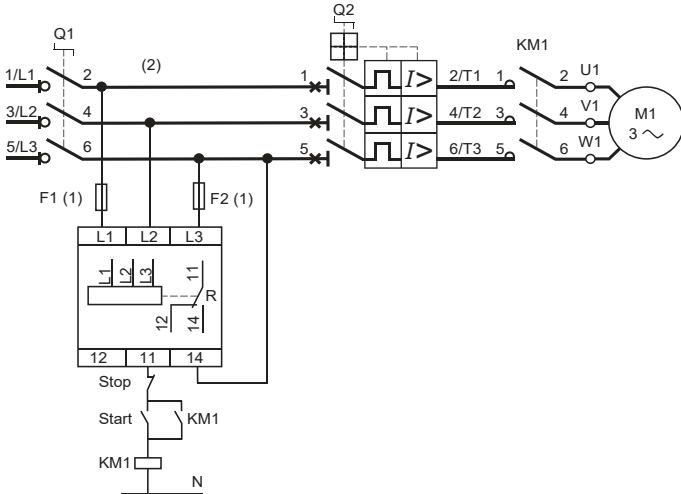 Q1
Q2
KM1
1/L1 2 (2) 1 I> 2/T1 1 2 U1
3/L2 4 3 I> 4/T2 3 4 V1
M1
3
5/L3 6 5 I> 6/T3 5 6 W1
F1 (1) F2 (1)
L1 L2 L3
L1 L2 L3 11
R
12 14
12 11 14
Stop
Start KM1
KM1
N